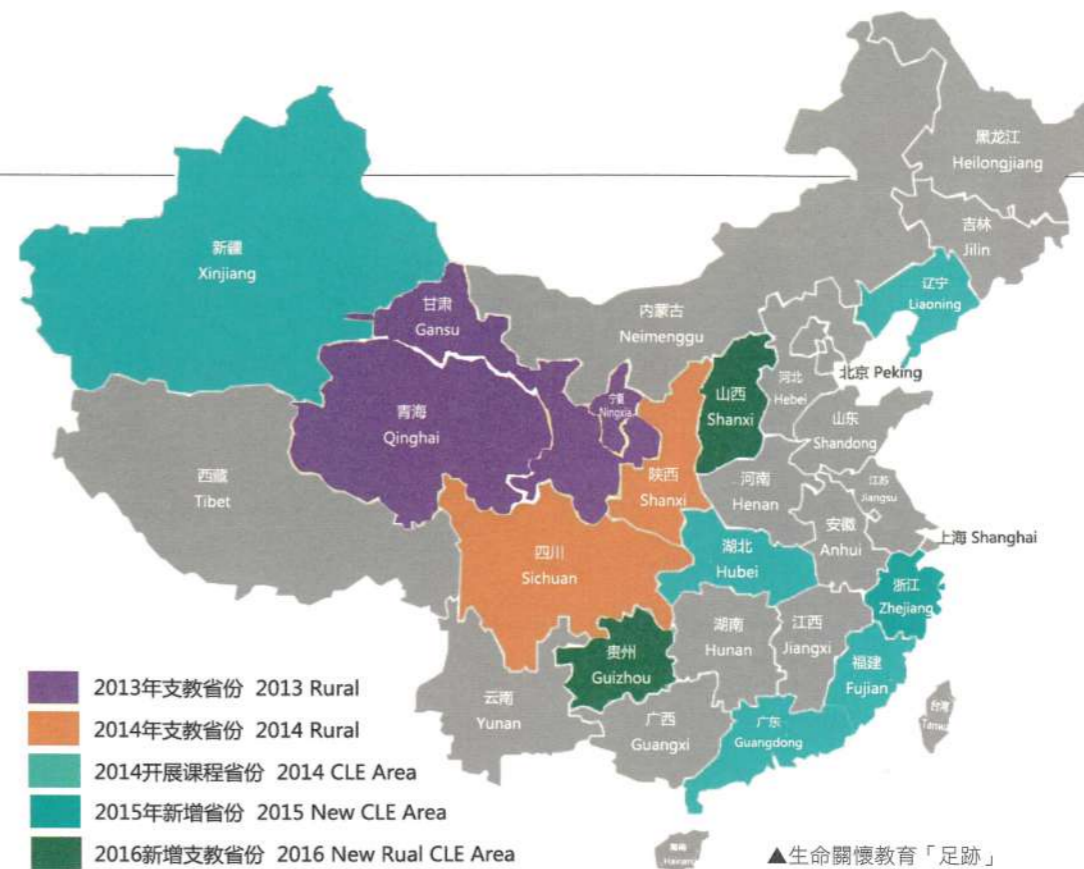 黑龙江
Heilongjiang
吉林
Jilin
新疆
Xinjiang
辽宁
Liaoning
甘肃
Gansu
内蒙古
Neimenggu
北京 Peking
河北
Hebei
宁夏
Ningxia
山西
Shanxi
青海
Qinghai
山东
Shandong
西藏
Tibet
陕西
Shanxi
河南
Henan
江苏
Jiangsu
安徽
Anhui
上海 Shanghai
四川
Sichuan
湖北
Hubei
浙江
Zhejiang
湖南
Hunan
江西
Jiangxi
贵州
Guizhou
福建
Fujian
云南
Yunan
广西
Guangxi
广东
Guangdong
台湾
海南
2013年支教省份 2013 Rural
2014年支教省份 2014 Rural
2014开展课程省份 2014 CLE Area
2015年新增省份 2015 New CLE Area
2016新增支教省份 2016 New Rual CLE Area
▲生命關懷教育「足跡」